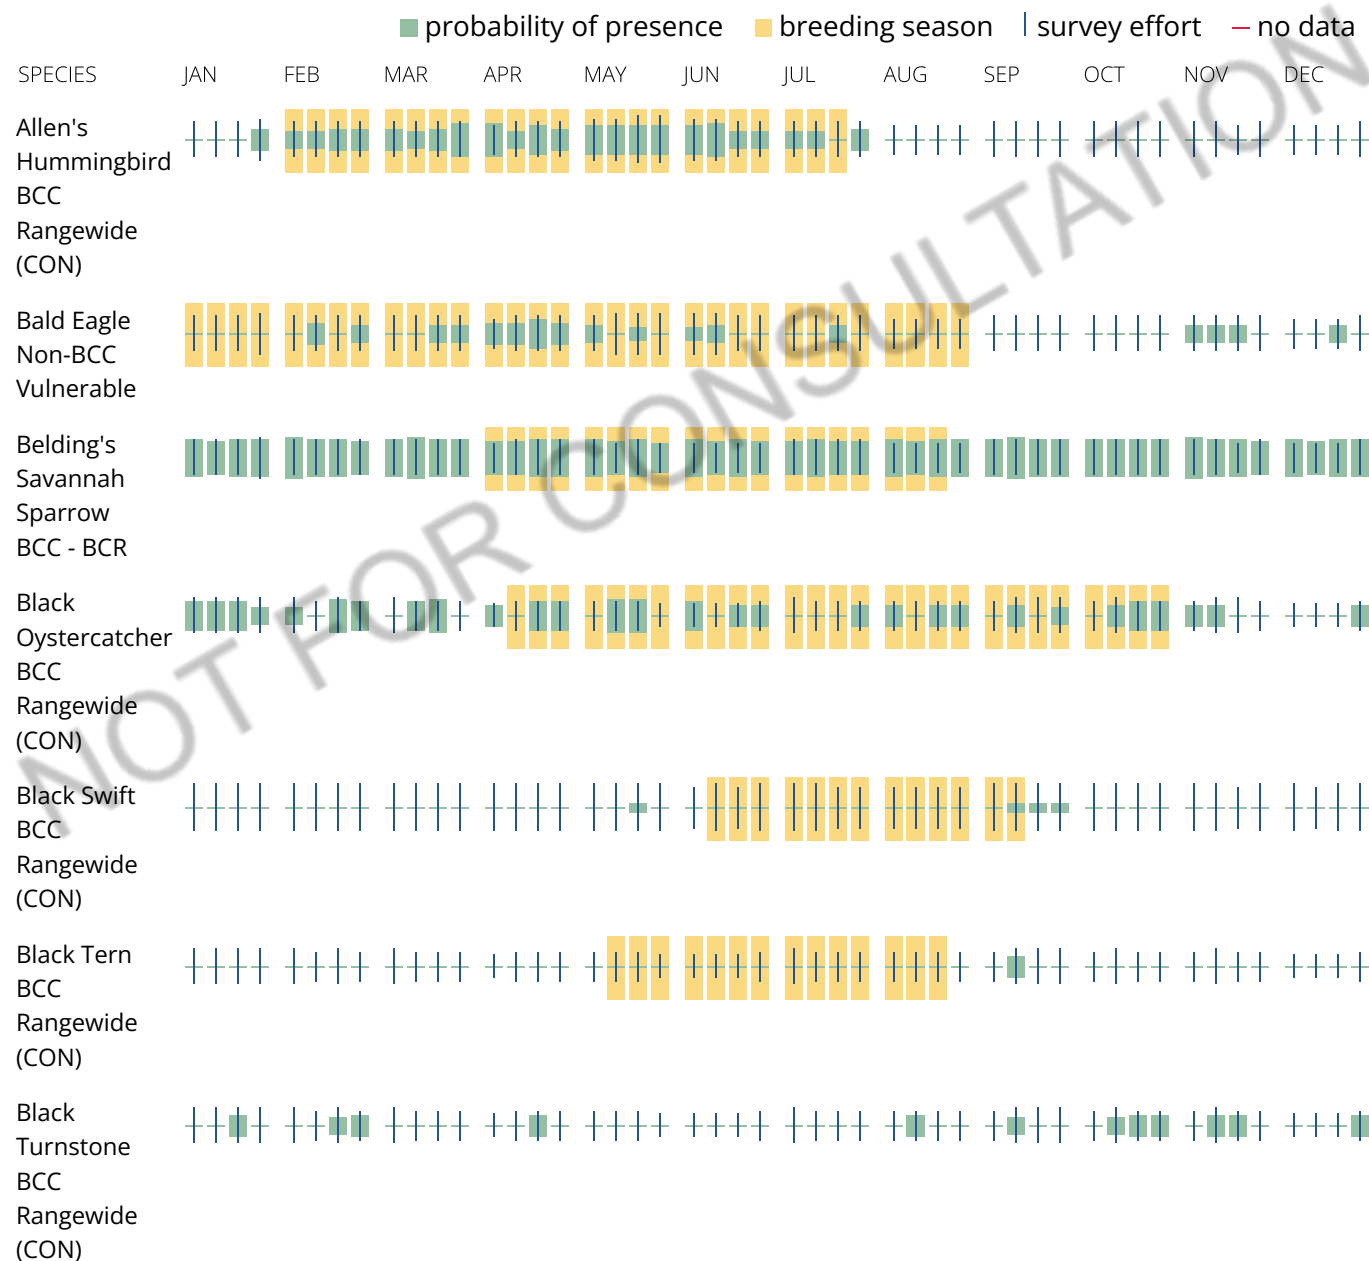 probability of presence breeding season survey effort no data
SPECIES JAN FEB MAR APR MAY JUN JUL AUG SEP OCT NOV DEC
Allen's
Hummingbird
BCC
Rangewide
(CON)
Bald Eagle
Non-BCC
Vulnerable
Belding's
Savannah
Sparrow
BCC - BCR
Black
Oystercatcher
BCC
Rangewide
(CON)
Black Swift
BCC
Rangewide
(CON)
Black Tern
BCC
Rangewide
(CON)
Black
Turnstone
BCC
Rangewide
(CON)
NOT FOR CONSULTATION